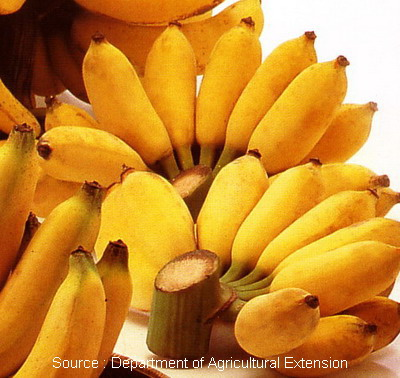 Source : Department of Agricultural Extension